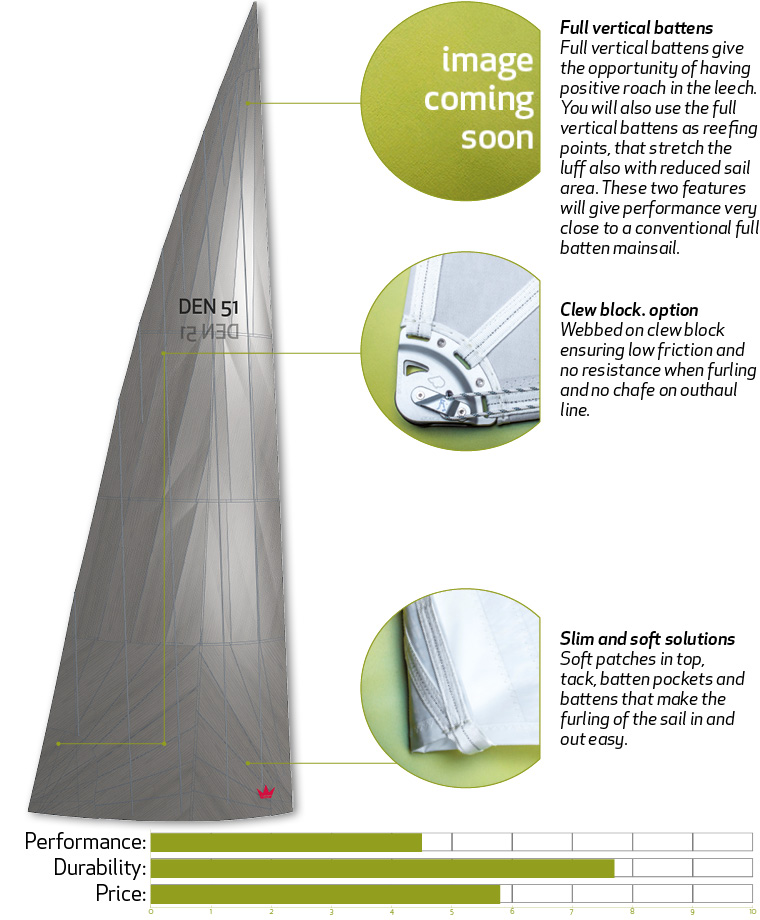 image
coming
soon
Full vertical battens
Full vertical battens give
the opportunity of having
positive roach in the leech.
You will also use the full
vertical battens as reefing
points, that stretch the
luff also with reduced sail
area. These two features
will give performance very
close to a conventional full
batten mainsail.
DEN 51
DEN 51
Clew block. option
Webbed on clew block
ensuring low friction and
no resistance when furling
and no chafe on outhaul
line.
Slim and soft solutions
Soft patches in top,
tack, batten pockets and
battens that make the
furling of the sail in and
out easy.
Performance:
Durability:
Price:
0 1 2 3 4 5 6 7 8 9 10